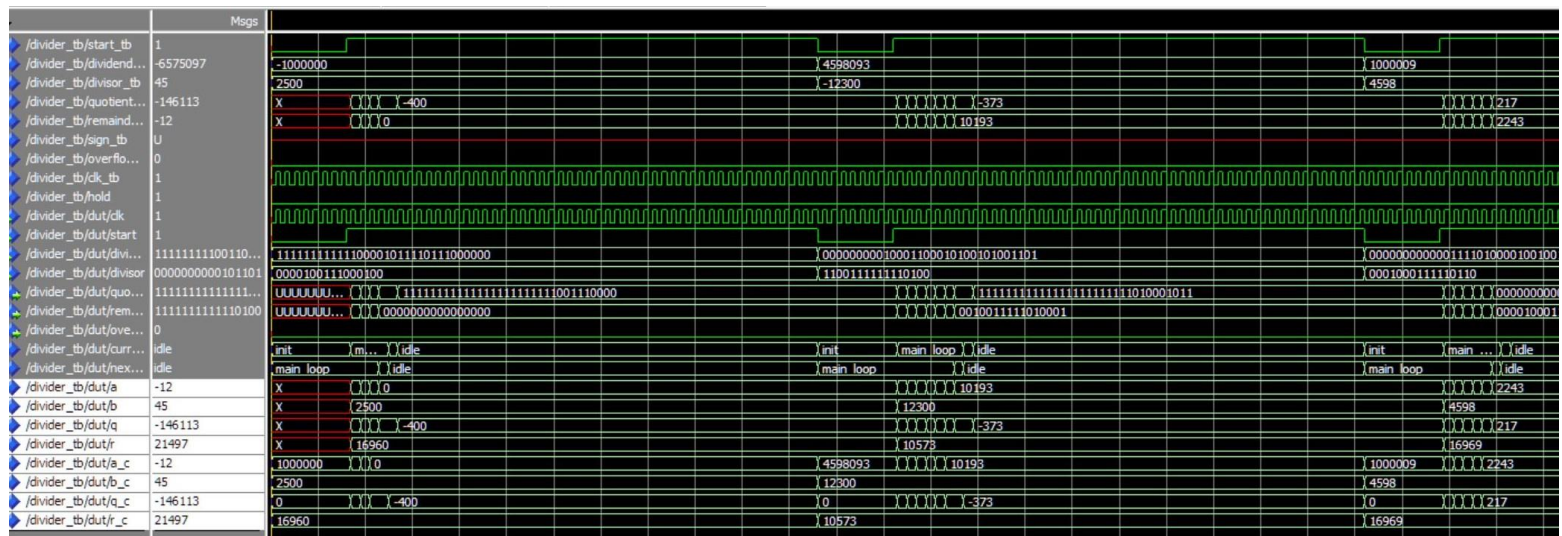 Msgs
/divider_tb/start_tb 1
/divider_tb/dividend... -6575097 -1000000 4598093 1000009
/divider_tb/divisor_tb 45 2500 -12300 4598
/divider_tb/quotient... -146113 X -400 -373 217
/divider_tb/remaind... -12 X 0 10193 2243
/divider_tb/sign_tb U
/divider_tb/overflo... 0
/divider_tb/clk_tb 1
/divider_tb/hold 1
/divider_tb/dut/clk 1
/divider_tb/dut/start 1
/divider_tb/dut/divi... 11111111100110... 11111111111100001011110111000000 00000000010001100010100101001101 000000000000111101000010 0100
/divider_tb/dut/divisor 0000000000101101 0000100111000100 1100111111110100 0001000111110110
/divider_tb/dut/quo... 11111111111111... UUUUUUU... 11111111111111111111111001110000 11111111111111111111111010001011 000000000
/divider_tb/dut/rem... 1111111111110100 UUUUUUU... 0000000000000000 0010011111010001 000010001
/divider_tb/dut/ove... 0
/divider_tb/dut/curr... idle init m... idle init main loop idle init main ... idle
/divider_tb/dut/nex... idle main loop idle main loop idle main loop idle
/divider_tb/dut/a -12 X 0 10193 2243
/divider_tb/dut/b 45 X 2500 12300 4598
/divider_tb/dut/q -146113 X -400 -373 217
/divider_tb/dut/r 21497 X 16960 10573 16969
/divider_tb/dut/a_c -12 1000000 0 4598093 10193 1000009 2243
/divider_tb/dut/b_c 45 2500 12300 4598
/divider_tb/dut/q_c -146113 0 -400 0 -373 0 217
/divider_tb/dut/r_c 21497 16960 10573 16969